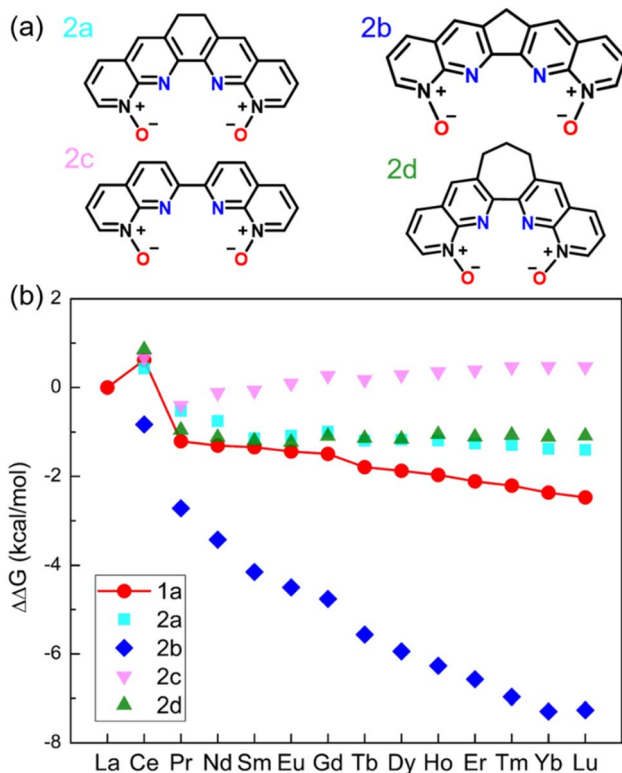 (a) 2a 2b
N N
N + N +
O − O −
N N
N + N +
O − O −
2c 2d
N N
N + N +
O − O −
N N
N + N +
O − O −
(b)
2
0
-2
-4
-6
-8
ΔΔG (kcal/mol)
1a
2a
2b
2c
2d
La Ce Pr Nd Sm Eu Gd Tb Dy Ho Er Tm Yb Lu